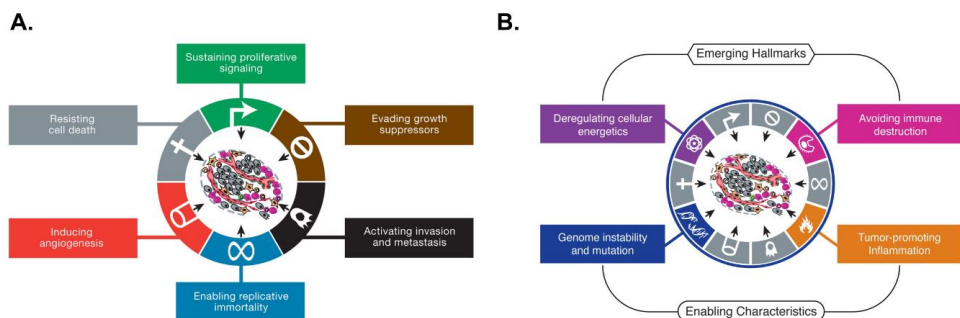 A.
Sustaining proliferative
signaling
Resisting
cell death
Evading growth
suppressors
Inducing
angiogenesis
Activating invasion
and metastasis
Enabling replicative
immortality
B.
Emerging Hallmarks
Deregulating cellular
energetics
Avoiding immune
destruction
Genome instability
and mutation
Tumor-promoting
Inflammation
Enabling Characteristics